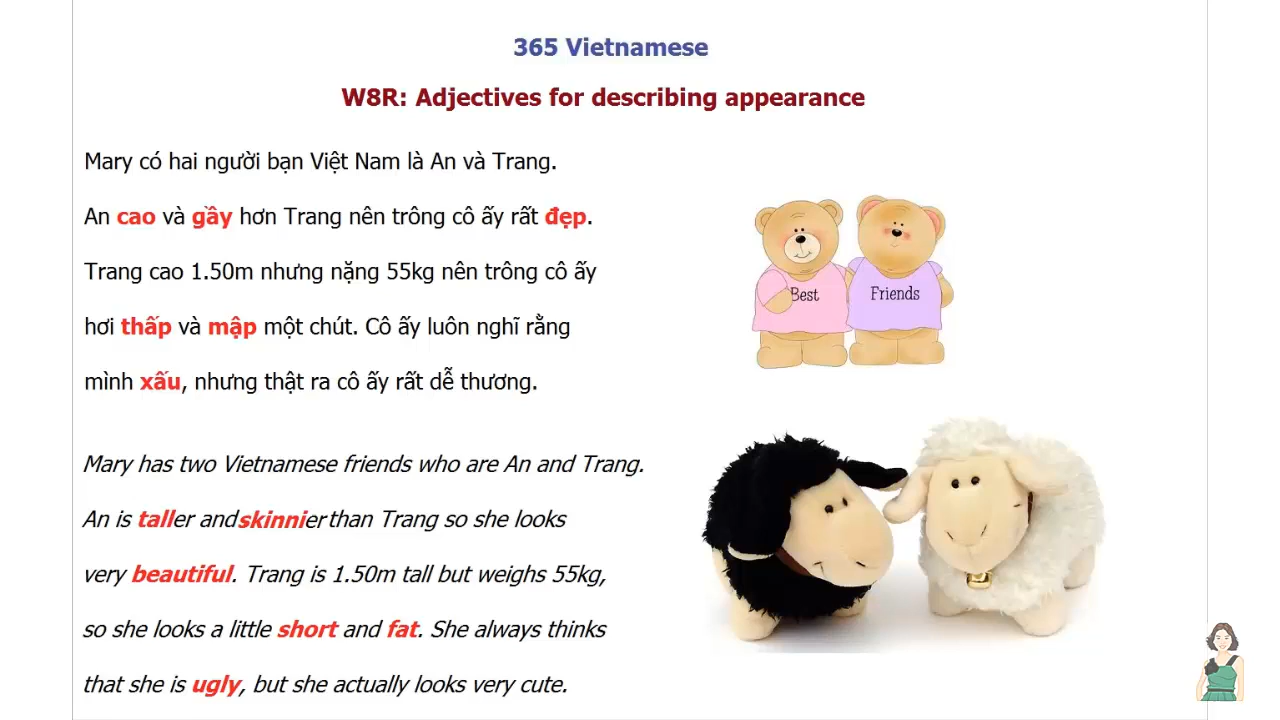 365 Vietnamese
W8R: Adjectives for describing appearance
Mary có hai người bạn Việt Nam là An và Trang.
An cao và gầy hơn Trang nên trông cô ấy rất đẹp.
Trang cao 1.50m nhưng nặng 55kg nên trông cô ấy
hơi thấp và mập một chút. Cô ấy luôn nghĩ rằng
mình xấu, nhưng thật ra cô ấy rất dễ thương.
Best Friends
Mary has two Vietnamese friends who are An and Trang.
An is taller and skinnier than Trang so she looks
very beautiful. Trang is 1.50m tall but weighs 55kg,
so she looks a little short and fat. She always thinks
that she is ugly, but she actually looks very cute.